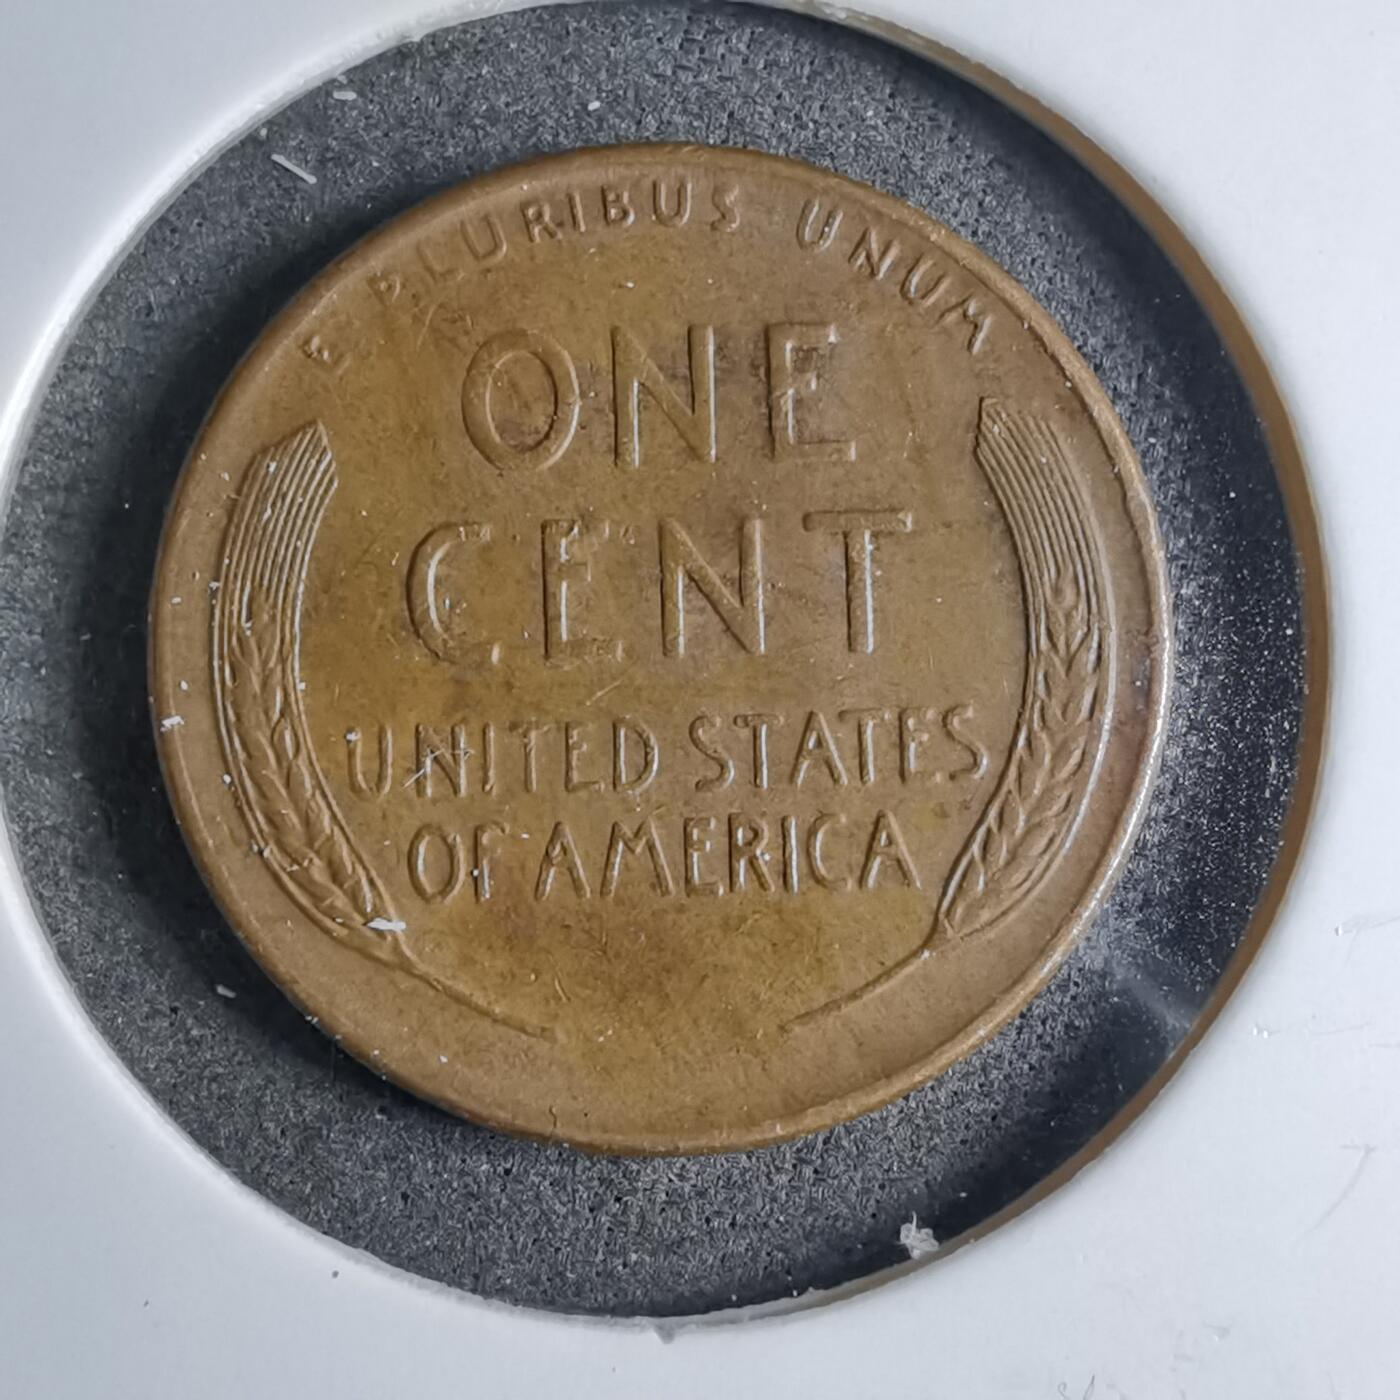 E PLURIBUS UNUM
ONE
CENT
UNITED STATES
OF AMERICA